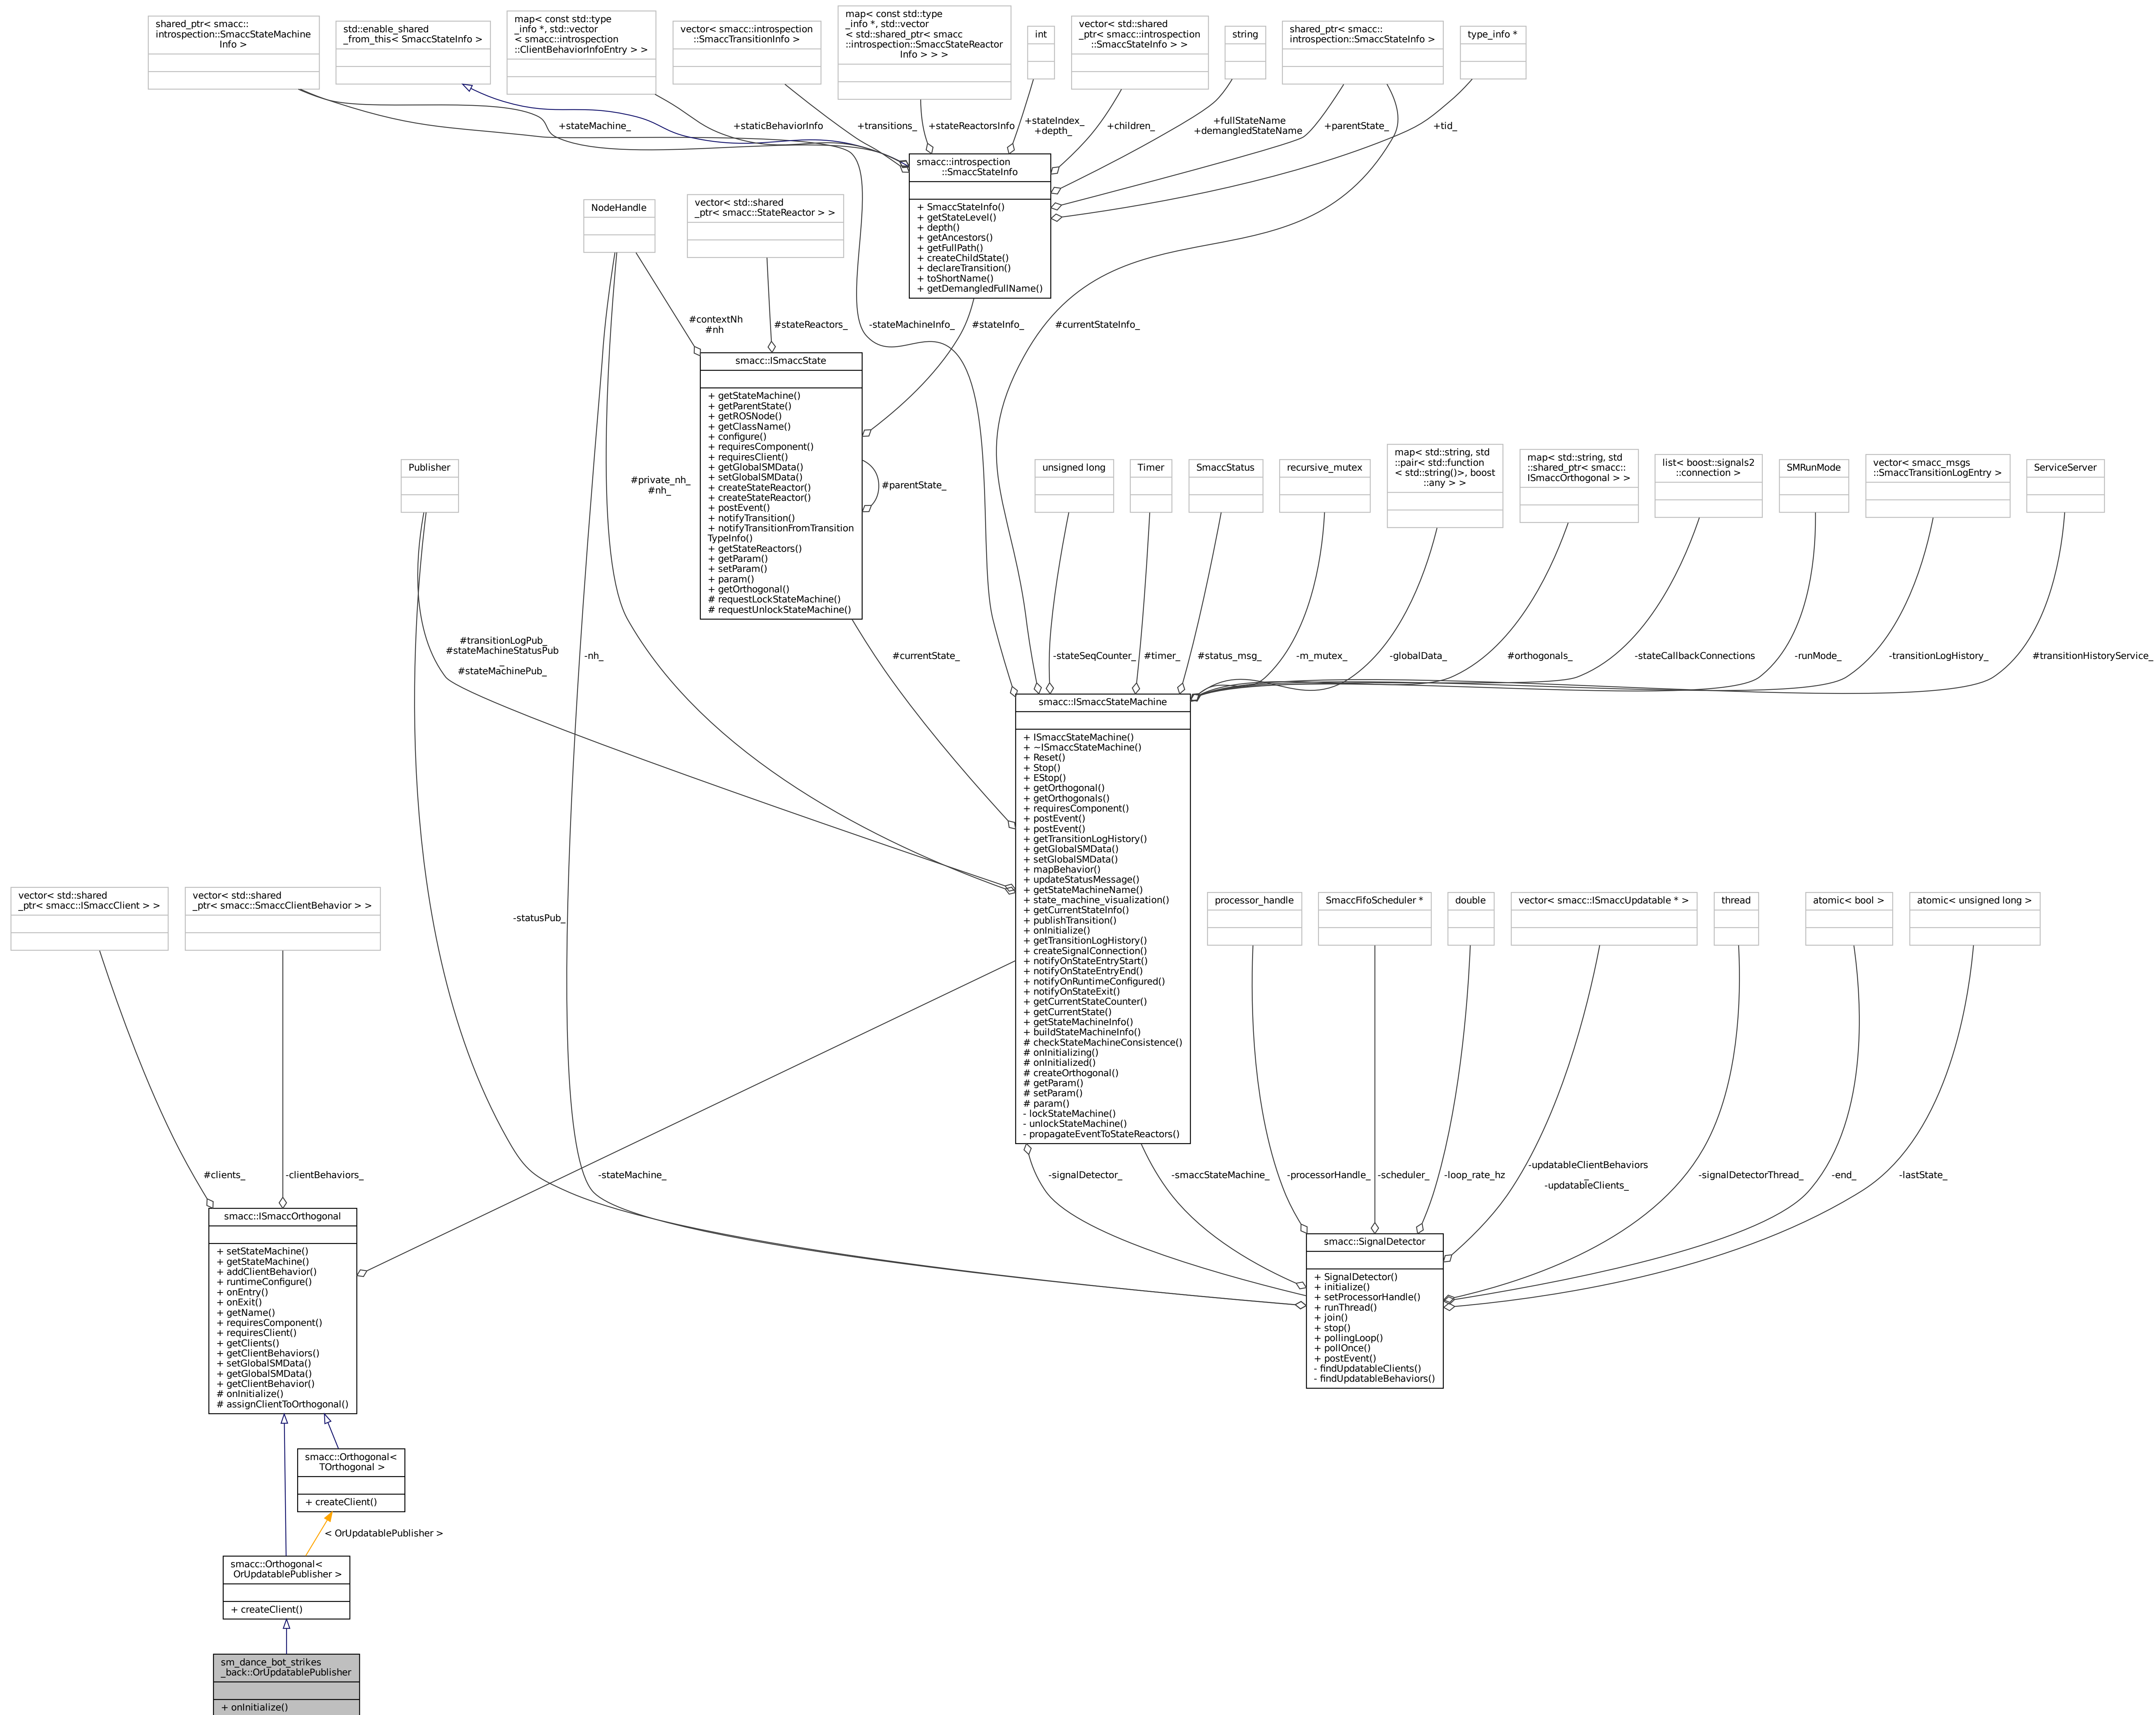 shared_ptr< smacc::
introspection::SmaccStateMachine
Info >
std::enable_shared
_from_this< SmaccStateInfo >
map< const std::type
_info *, std::vector
< smacc::introspection
::ClientBehaviorInfoEntry > >
vector< smacc::introspection
::SmaccTransitionInfo >
map< const std::type
_info *, std::vector
< std::shared_ptr< smacc
::introspection::SmaccStateReactor
Info > > >
int
vector< std::shared
_ptr< smacc::introspection
::SmaccStateInfo > >
string
shared_ptr< smacc::
introspection::SmaccStateInfo >
type_info *
+stateMachine_
+staticBehaviorInfo
+transitions_
+stateReactorsInfo
+stateIndex_
+depth_
+children_
+fullStateName
+demangledStateName
+parentState_
+tid_
smacc::introspection
::SmaccStateInfo
+ SmaccStateInfo()
+ getStateLevel()
+ depth()
+ getAncestors()
+ getFullPath()
+ createChildState()
+ declareTransition()
+ toShortName()
+ getDemangledFullName()
NodeHandle
vector< std::shared
_ptr< smacc::StateReactor > >
#contextNh
#nh
#stateReactors_
-stateMachineInfo_
#stateInfo_
#currentStateInfo_
smacc::ISmaccState
+ getStateMachine()
+ getParentState()
+ getROSNode()
+ getClassName()
+ configure()
+ requiresComponent()
+ requiresClient()
+ getGlobalSMData()
+ setGlobalSMData()
+ createStateReactor()
+ createStateReactor()
+ postEvent()
+ notifyTransition()
+ notifyTransitionFromTransition
TypeInfo()
+ getStateReactors()
+ getParam()
+ setParam()
+ param()
+ getOrthogonal()
# requestLockStateMachine()
# requestUnlockStateMachine()
#parentState_
#private_nh_
#nh_
Publisher
unsigned long
Timer
SmaccStatus
recursive_mutex
map< std::string, std
::pair< std::function
< std::string()>, boost
::any > >
map< std::string, std
::shared_ptr< smacc::
ISmaccOrthogonal > >
list< boost::signals2
::connection >
SMRunMode
vector< smacc_msgs
::SmaccTransitionLogEntry >
ServiceServer
#transitionLogPub_
#stateMachineStatusPub
_
#stateMachinePub_
-nh_
#currentState_
-stateSeqCounter_
#timer_
#status_msg_
-m_mutex_
-globalData_
#orthogonals_
-stateCallbackConnections
-runMode_
-transitionLogHistory_
#transitionHistoryService_
smacc::ISmaccStateMachine
+ ISmaccStateMachine()
+ ~ISmaccStateMachine()
+ Reset()
+ Stop()
+ EStop()
+ getOrthogonal()
+ getOrthogonals()
+ requiresComponent()
+ postEvent()
+ postEvent()
+ getTransitionLogHistory()
+ getGlobalSMData()
+ setGlobalSMData()
+ mapBehavior()
+ updateStatusMessage()
+ getStateMachineName()
+ state_machine_visualization()
+ getCurrentStateInfo()
+ publishTransition()
+ onInitialize()
+ getTransitionLogHistory()
+ createSignalConnection()
+ notifyOnStateEntryStart()
+ notifyOnStateEntryEnd()
+ notifyOnRuntimeConfigured()
+ notifyOnStateExit()
+ getCurrentStateCounter()
+ getCurrentState()
+ getStateMachineInfo()
+ buildStateMachineInfo()
# checkStateMachineConsistence()
# onInitializing()
# onInitialized()
# createOrthogonal()
# getParam()
# setParam()
# param()
- lockStateMachine()
- unlockStateMachine()
- propagateEventToStateReactors()
vector< std::shared
_ptr< smacc::ISmaccClient > >
vector< std::shared
_ptr< smacc::SmaccClientBehavior > >
-statusPub_
processor_handle
SmaccFifoScheduler *
double
vector< smacc::ISmaccUpdatable * >
thread
atomic< bool >
atomic< unsigned long >
#clients_
-clientBehaviors_
-stateMachine_
-signalDetector_
-smaccStateMachine_
-processorHandle_
-scheduler_
-loop_rate_hz
-updatableClientBehaviors
_
-updatableClients_
-signalDetectorThread_
-end_
-lastState_
smacc::ISmaccOrthogonal
+ setStateMachine()
+ getStateMachine()
+ addClientBehavior()
+ runtimeConfigure()
+ onEntry()
+ onExit()
+ getName()
+ requiresComponent()
+ requiresClient()
+ getClients()
+ getClientBehaviors()
+ setGlobalSMData()
+ getGlobalSMData()
+ getClientBehavior()
# onInitialize()
# assignClientToOrthogonal()
smacc::SignalDetector
+ SignalDetector()
+ initialize()
+ setProcessorHandle()
+ runThread()
+ join()
+ stop()
+ pollingLoop()
+ pollOnce()
+ postEvent()
- findUpdatableClients()
- findUpdatableBehaviors()
smacc::Orthogonal<
TOrthogonal >
+ createClient()
< OrUpdatablePublisher >
smacc::Orthogonal<
OrUpdatablePublisher >
+ createClient()
sm_dance_bot_strikes
_back::OrUpdatablePublisher
+ onInitialize()